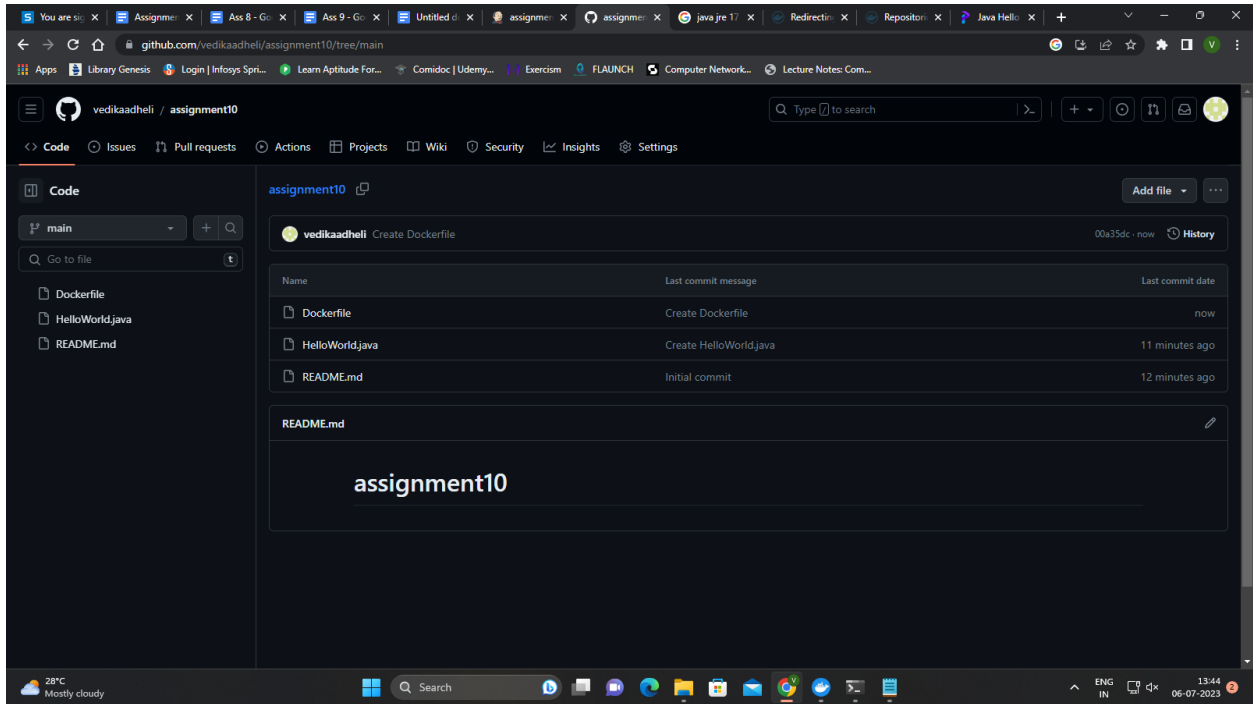 You are sig
Assignmen
Ass 8 - Go
Ass 9 - Go
Untitled d
assignmen
assignmen
java jre 17
Redirectin
Repositori
Java Hello
github.com/vedikaadheli/assignment10/tree/main
Apps
Library Genesis
Login | Infosys Spri...
Learn Aptitude For...
Comidoc | Udemy...
Exercism
FLAUNCH
Computer Network...
Lecture Notes: Com...
vedikaadheli / assignment10
Type / to search
<> Code
Issues
Pull requests
Actions
Projects
Wiki
Security
Insights
Settings
Code
main
Go to file
t
Dockerfile
HelloWorld.java
README.md
assignment10
Add file
vedikaadheli Create Dockerfile
00a35dc · now
History
Name Last commit message Last commit date
Dockerfile Create Dockerfile now
HelloWorld.java Create HelloWorld.java 11 minutes ago
README.md Initial commit 12 minutes ago
README.md
assignment10
28°C
Mostly cloudy
Search
ENG
IN
13:44
06-07-2023
2